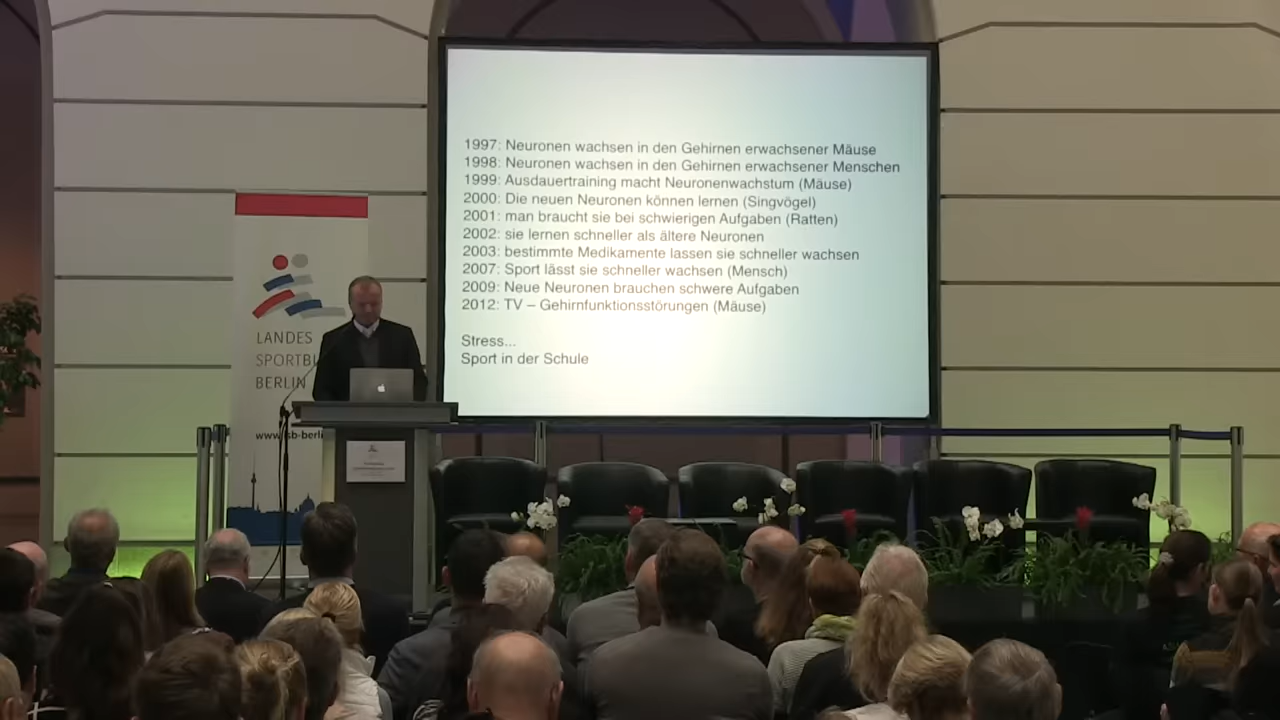 1997: Neuronen wachsen in den Gehirnen erwachsener Mäuse
1998: Neuronen wachsen in den Gehirnen erwachsener Menschen
1999: Ausdauertraining macht Neuronenwachstum (Mäuse)
2000: Die neuen Neuronen können lernen (Singvögel)
2001: man braucht sie bei schwierigen Aufgaben (Ratten)
2002: sie lernen schneller als ältere Neuronen
2003: bestimmte Medikamente lassen sie schneller wachsen
2007: Sport lässt sie schneller wachsen (Mensch)
2009: Neue Neuronen brauchen schwere Aufgaben
2012: TV – Gehirnfunktionsstörungen (Mäuse)
Stress...
Sport in der Schule
LANDES
SPORTBU
BERLIN